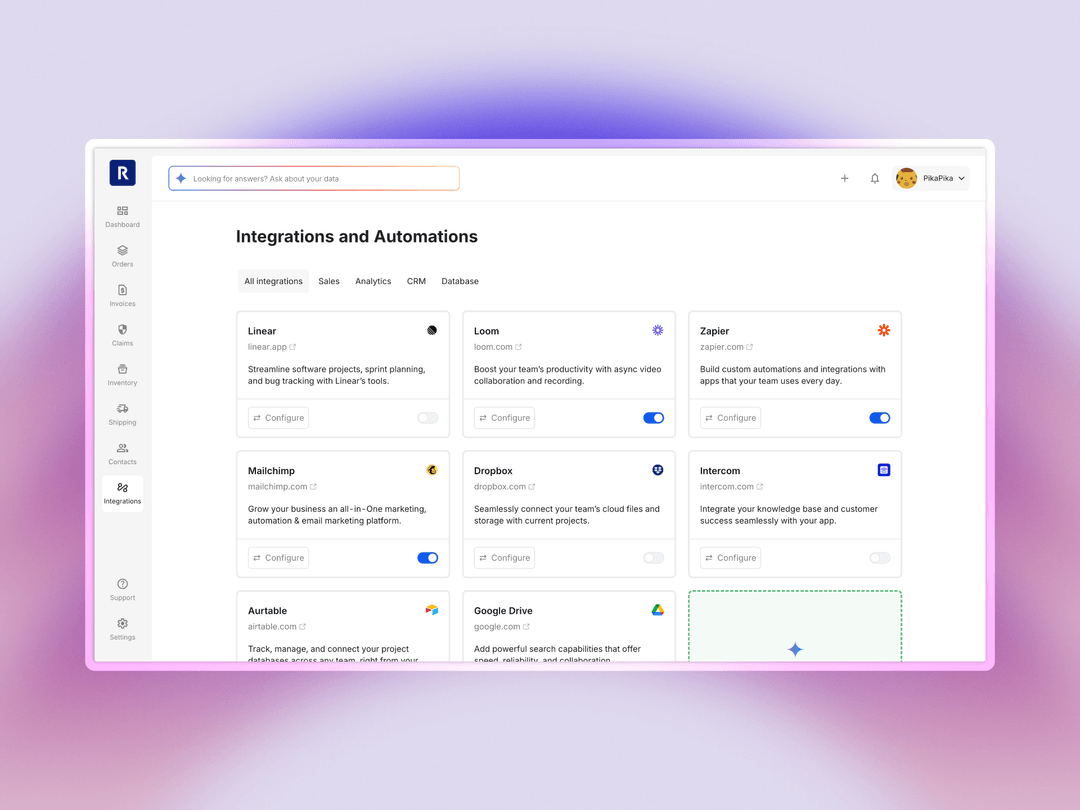 R
Looking for answers? Ask about your data
PikaPika
Dashboard
Orders
Invoices
Claims
Inventory
Shipping
Contacts
Integrations
Support
Settings
Integrations and Automations
All integrations Sales Analytics CRM Database
Linear
linear.app
Streamline software projects, sprint planning,
and bug tracking with Linear’s tools.
Configure
Loom
loom.com
Boost your team’s productivity with async video
collaboration and recording.
Configure
Zapier
zapier.com
Build custom automations and integrations with
apps that your team uses every day.
Configure
Mailchimp
mailchimp.com
Grow your business an all-in-One marketing,
automation & email marketing platform.
Configure
Dropbox
dropbox.com
Seamlessly connect your team’s cloud files and
storage with current projects.
Configure
Intercom
intercom.com
Integrate your knowledge base and customer
success seamlessly with your app.
Configure
Aurtable
airtable.com
Track, manage, and connect your project
databases across any team, right from your
Google Drive
google.com
Add powerful search capabilities that offer
speed, reliability, and collaboration